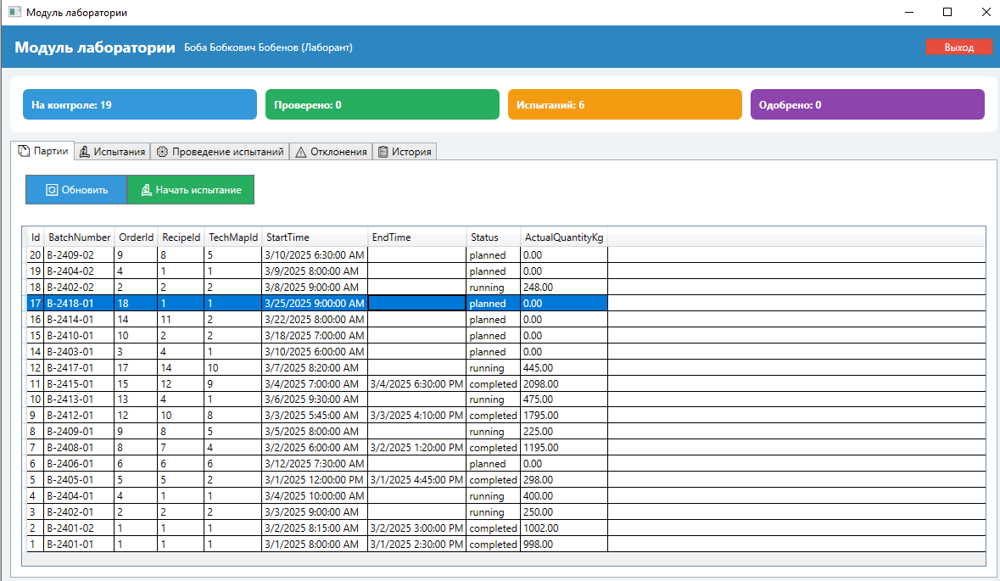 Модуль лаборатории
Модуль лаборатории Боба Бобкович Бобенов (Лаборант) Выход
На контроле: 19 Проверено: 0 Испытаний: 6 Одобрено: 0
Партии Испытания Проведение испытаний Отклонения История
Обновить Начать испытание
Id BatchNumber OrderId RecipeId TechMapId StartTime EndTime Status ActualQuantityKg
20 B-2409-02 9 8 5 3/10/2025 6:30:00 AM planned 0.00
19 B-2404-02 4 1 1 3/9/2025 8:00:00 AM planned 0.00
18 B-2402-02 2 2 2 3/8/2025 9:00:00 AM running 248.00
17 B-2418-01 18 1 1 3/25/2025 9:00:00 AM planned 0.00
16 B-2414-01 14 11 2 3/22/2025 8:00:00 AM planned 0.00
15 B-2410-01 10 2 2 3/18/2025 7:00:00 AM planned 0.00
14 B-2403-01 3 4 1 3/10/2025 6:00:00 AM planned 0.00
12 B-2417-01 17 14 10 3/7/2025 8:20:00 AM running 445.00
11 B-2415-01 15 12 9 3/4/2025 7:00:00 AM 3/4/2025 6:30:00 PM completed 2098.00
10 B-2413-01 13 4 1 3/6/2025 9:30:00 AM running 475.00
9 B-2412-01 12 10 8 3/3/2025 5:45:00 AM 3/3/2025 4:10:00 PM completed 1795.00
8 B-2409-01 9 8 5 3/5/2025 8:00:00 AM running 225.00
7 B-2408-01 8 7 4 3/2/2025 6:00:00 AM 3/2/2025 1:20:00 PM completed 1195.00
6 B-2406-01 6 6 6 3/12/2025 7:30:00 AM planned 0.00
5 B-2405-01 5 5 2 3/1/2025 12:00:00 PM 3/1/2025 4:45:00 PM completed 298.00
4 B-2404-01 4 1 1 3/4/2025 10:00:00 AM running 400.00
3 B-2402-01 2 2 2 3/3/2025 9:00:00 AM running 250.00
2 B-2401-02 1 1 1 3/2/2025 8:15:00 AM 3/2/2025 3:00:00 PM completed 1002.00
1 B-2401-01 1 1 1 3/1/2025 8:00:00 AM 3/1/2025 2:30:00 PM completed 998.00